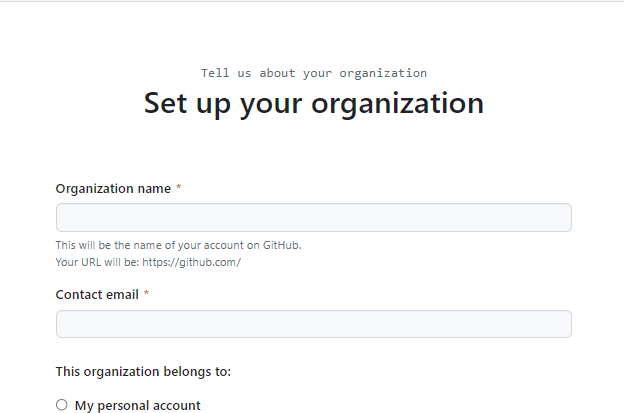 Tell us about your organization
Set up your organization
Organization name *
This will be the name of your account on GitHub.
Your URL will be: https://github.com/
Contact email *
This organization belongs to:
My personal account